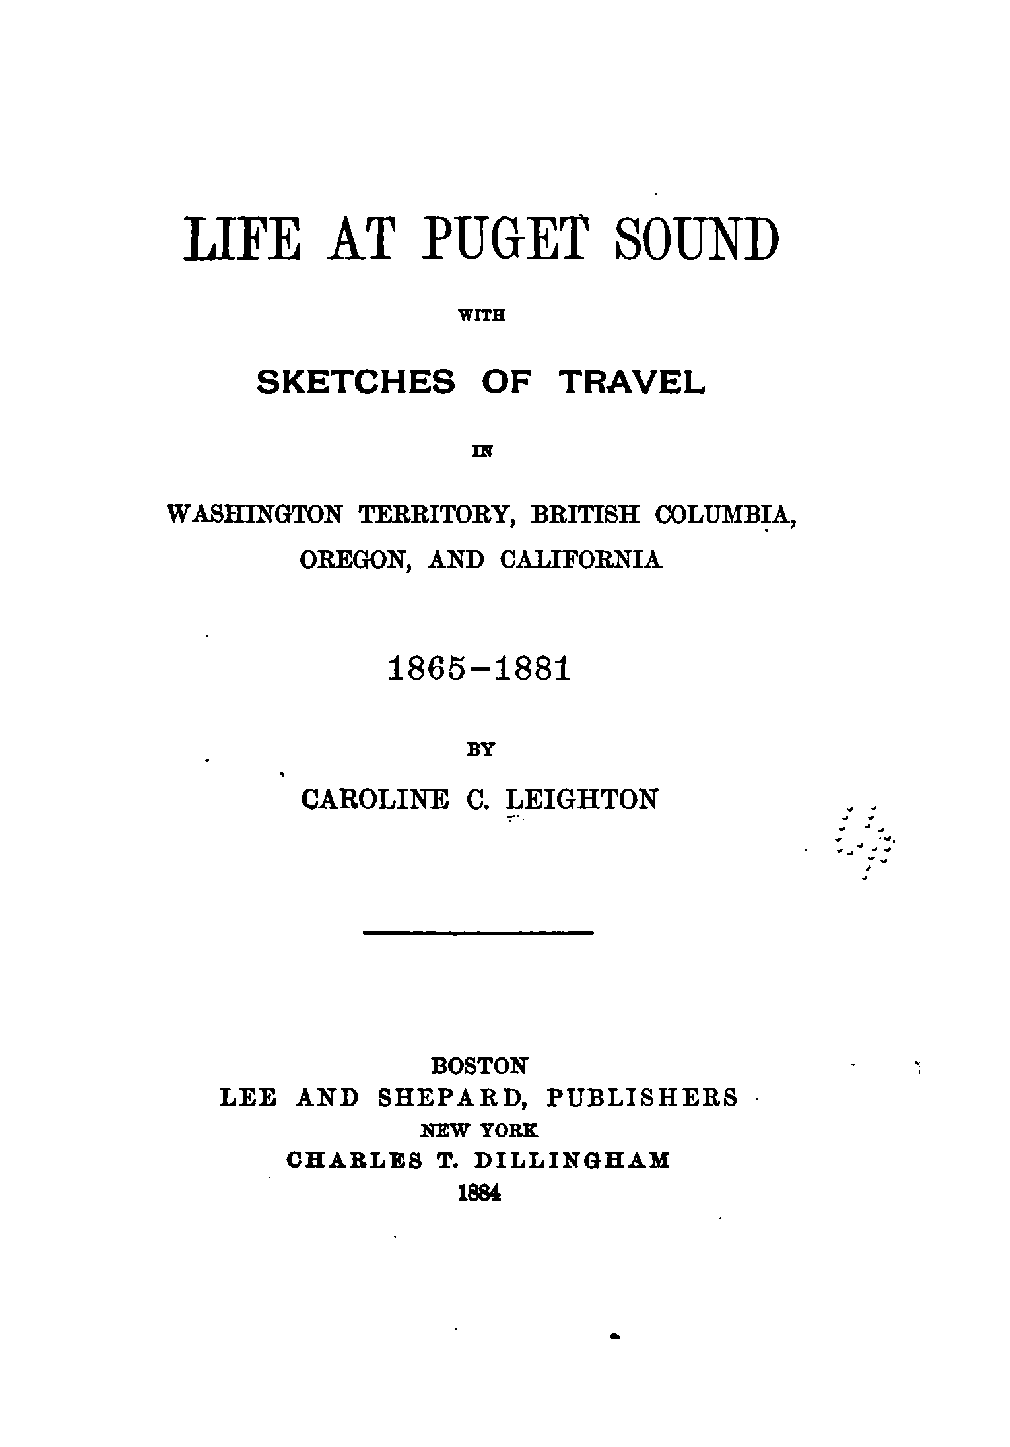 LIFE AT PUGET SOUND
WITH
SKETCHES OF TRAVEL
IN
WASHINGTON TERRITORY, BRITISH COLUMBIA,
OREGON, AND CALIFORNIA
1865–1881
BY
CAROLINE C. LEIGHTON
BOSTON
LEE AND SHEPARD, PUBLISHERS
NEW YORK
CHARLES T. DILLINGHAM
1884